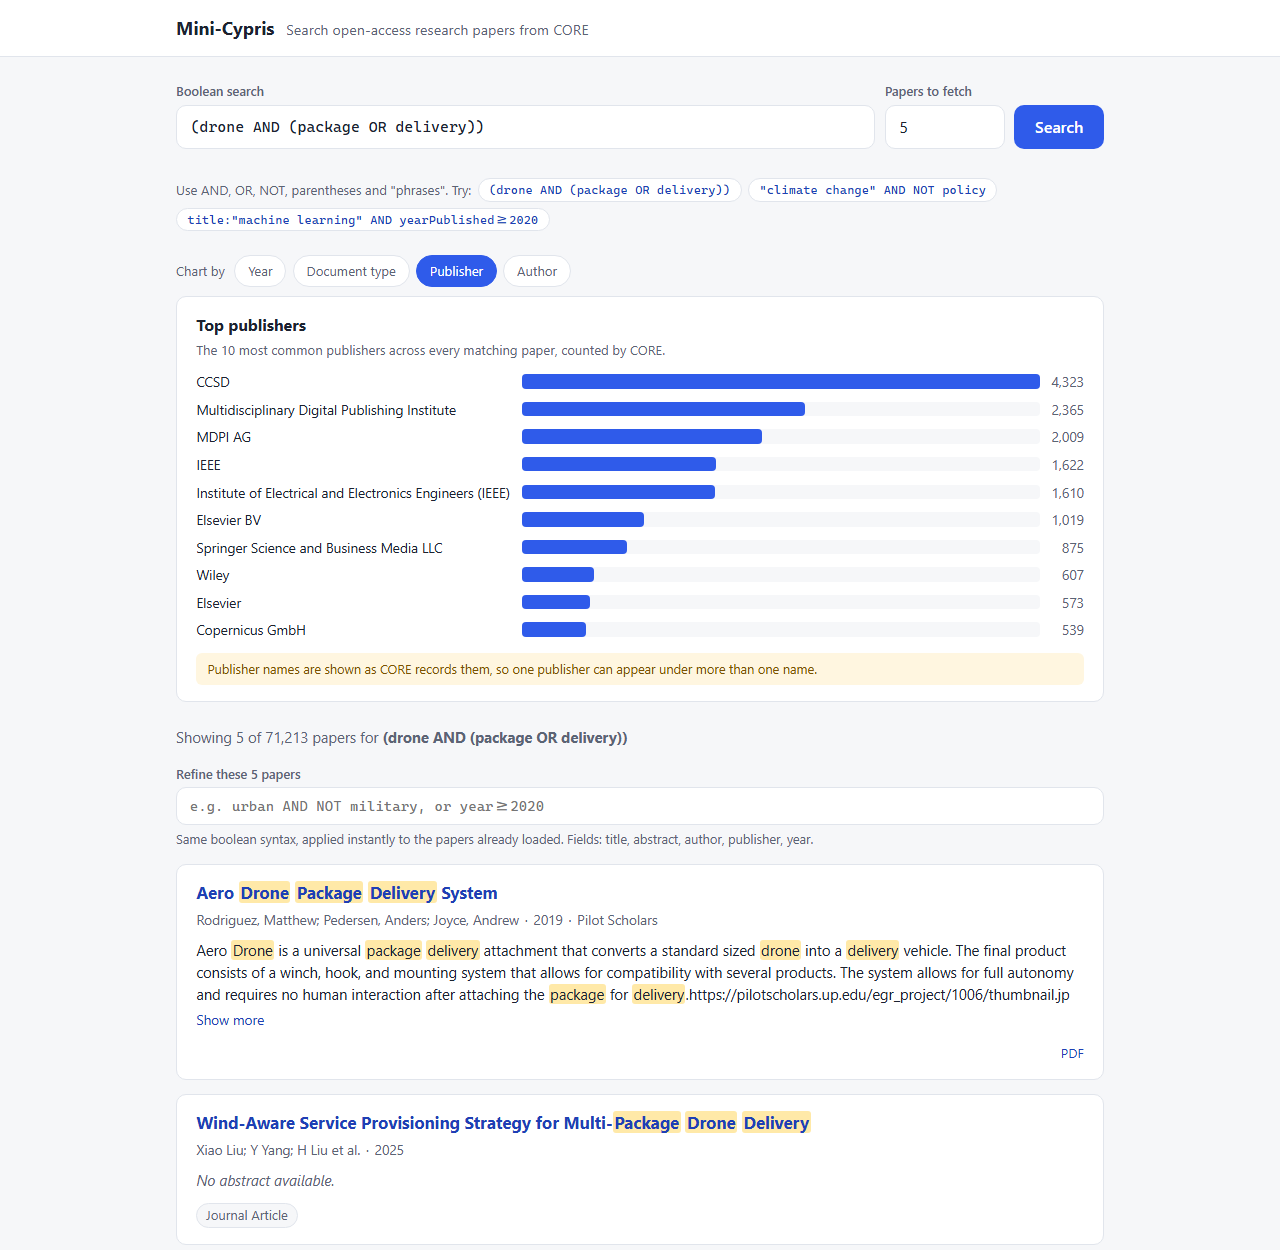 Mini-Cypris Search open-access research papers from CORE
Boolean search
Papers to fetch
(drone AND (package OR delivery))
5
Search
Use AND, OR, NOT, parentheses and "phrases". Try: (drone AND (package OR delivery)) "climate change" AND NOT policy
title:"machine learning" AND yearPublished>=2020
Chart by Year Document type Publisher Author
Top publishers
The 10 most common publishers across every matching paper, counted by CORE.
CCSD 4,323
Multidisciplinary Digital Publishing Institute 2,365
MDPI AG 2,009
IEEE 1,622
Institute of Electrical and Electronics Engineers (IEEE) 1,610
Elsevier BV 1,019
Springer Science and Business Media LLC 875
Wiley 607
Elsevier 573
Copernicus GmbH 539
Publisher names are shown as CORE records them, so one publisher can appear under more than one name.
Showing 5 of 71,213 papers for (drone AND (package OR delivery))
Refine these 5 papers
e.g. urban AND NOT military, or year>=2020
Same boolean syntax, applied instantly to the papers already loaded. Fields: title, abstract, author, publisher, year.
Aero Drone Package Delivery System
Rodriguez, Matthew; Pedersen, Anders; Joyce, Andrew · 2019 · Pilot Scholars
Aero Drone is a universal package delivery attachment that converts a standard sized drone into a delivery vehicle. The final product
consists of a winch, hook, and mounting system that allows for compatibility with several products. The system allows for full autonomy
and requires no human interaction after attaching the package for delivery.https://pilotscholars.up.edu/egr_project/1006/thumbnail.jp
Show more
PDF
Wind-Aware Service Provisioning Strategy for Multi-Package Drone Delivery
Xiao Liu; Y Yang; H Liu et al. · 2025
No abstract available.
Journal Article